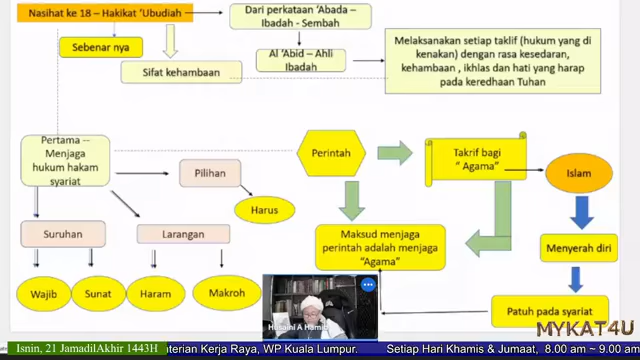 Nasihat ke 18 – Hakikat 'Ubudiah
Dari perkataan 'Abada –
Ibadah - Sembah
Sebenar nya
Al 'Abid – Ahli
Ibadah
Sifat kehambaan
Melaksanakan setiap taklif (hukum yang di
kenakan) dengan rasa kesedaran,
kehambaan , ikhlas dan hati yang harap
pada keredhaan Tuhan
Pertama --
Menjaga
hukum hakam
syariat
Perintah
Takrif bagi
" Agama"
Islam
Pilihan
Harus
Suruhan
Larangan
Maksud menjaga
perintah adalah menjaga
"Agama"
Menyerah diri
Wajib
Sunat
Haram
Makroh
Patuh pada syariat
Husaini A Hamid
MYKAT4U
Isnin, 21 JamadilAkhir 1443H
nterian Kerja Raya, WP Kuala Lumpur.
Setiap Hari Khamis & Jumaat, 8.00 am ~ 9.00 am